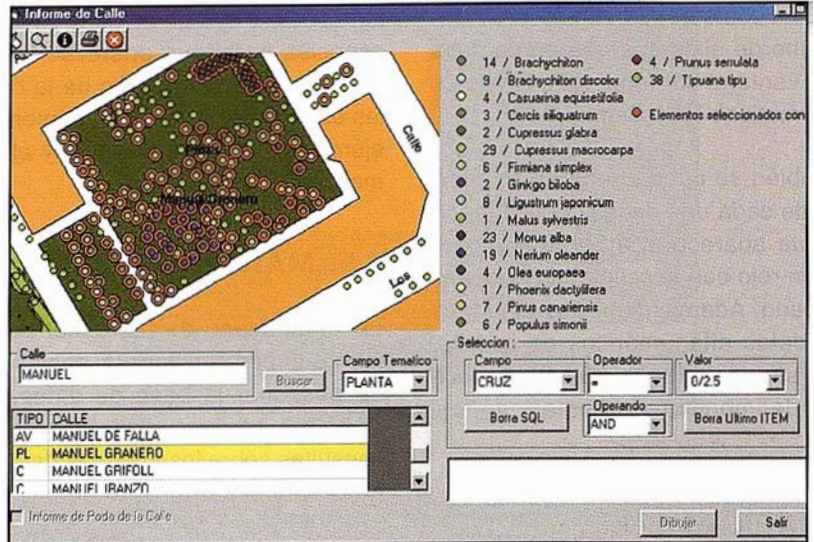 Informe de Calle
14 / Brachychiton
9 / Brachychiton discolor
4 / Casuarina equisetifolia
3 / Cercis siliquatrum
2 / Cupressus glabra
29 / Cupressus macrocarpa
6 / Firmiana simplex
2 / Ginkgo biloba
8 / Ligustrum japonicum
1 / Malus sylvestris
23 / Morus alba
19 / Nerium oleander
4 / Olea europaea
1 / Phoenix dactylifera
7 / Pinus canariensis
6 / Populus simonii
4 / Prunus serrulata
38 / Tipuana tipu
Elementos seleccionados con
Plaza
Manuel Granero
Calle
Los
Calle
MANUEL
Buscar
Campo Tematico
PLANTA
TIPO CALLE
AV MANUEL DE FALLA
PL MANUEL GRANERO
C MANUEL GRIFOLL
C MANUEL IRANZO
Informe de Poda de la Calle
Seleccion :
Campo
CRUZ
Operador
=
Valor
0/2.5
Borra SQL
Operando
AND
Borra Ultimo ITEM
Dibujar
Salir